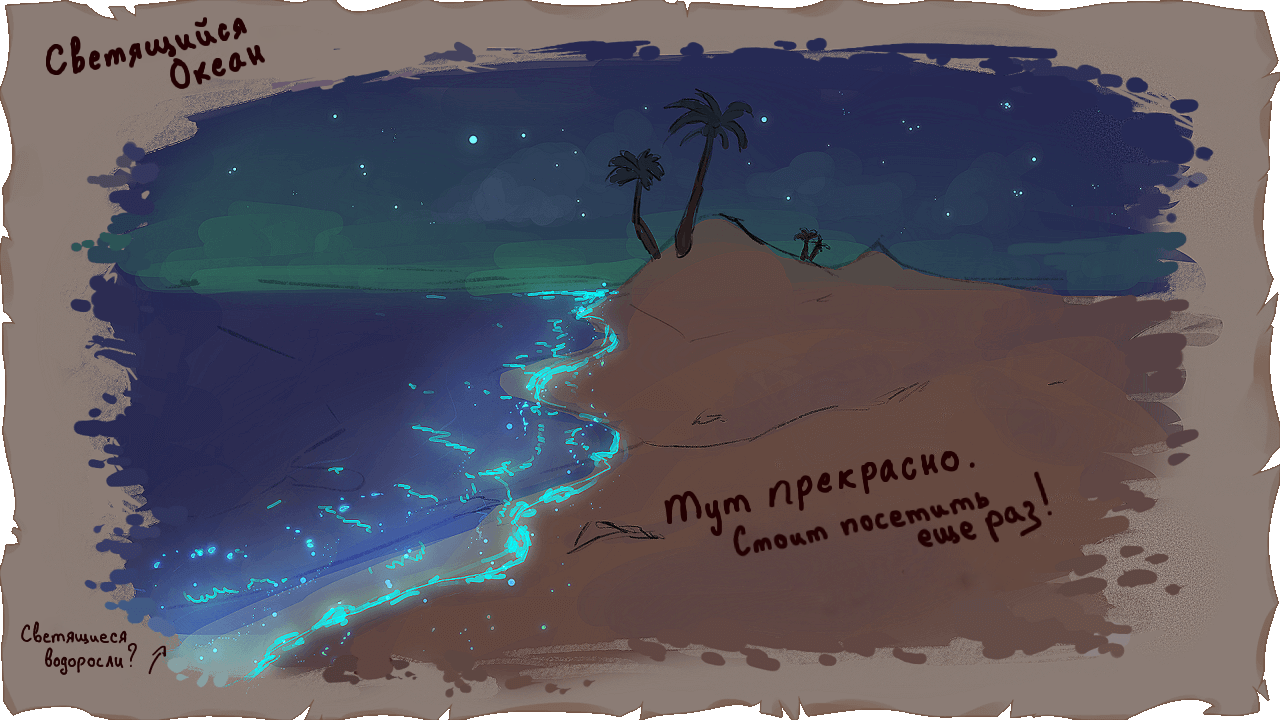 Светящийся
Океан
Тут прекрасно.
Стоит посетить
еще раз!
Светящиеся
водоросли?